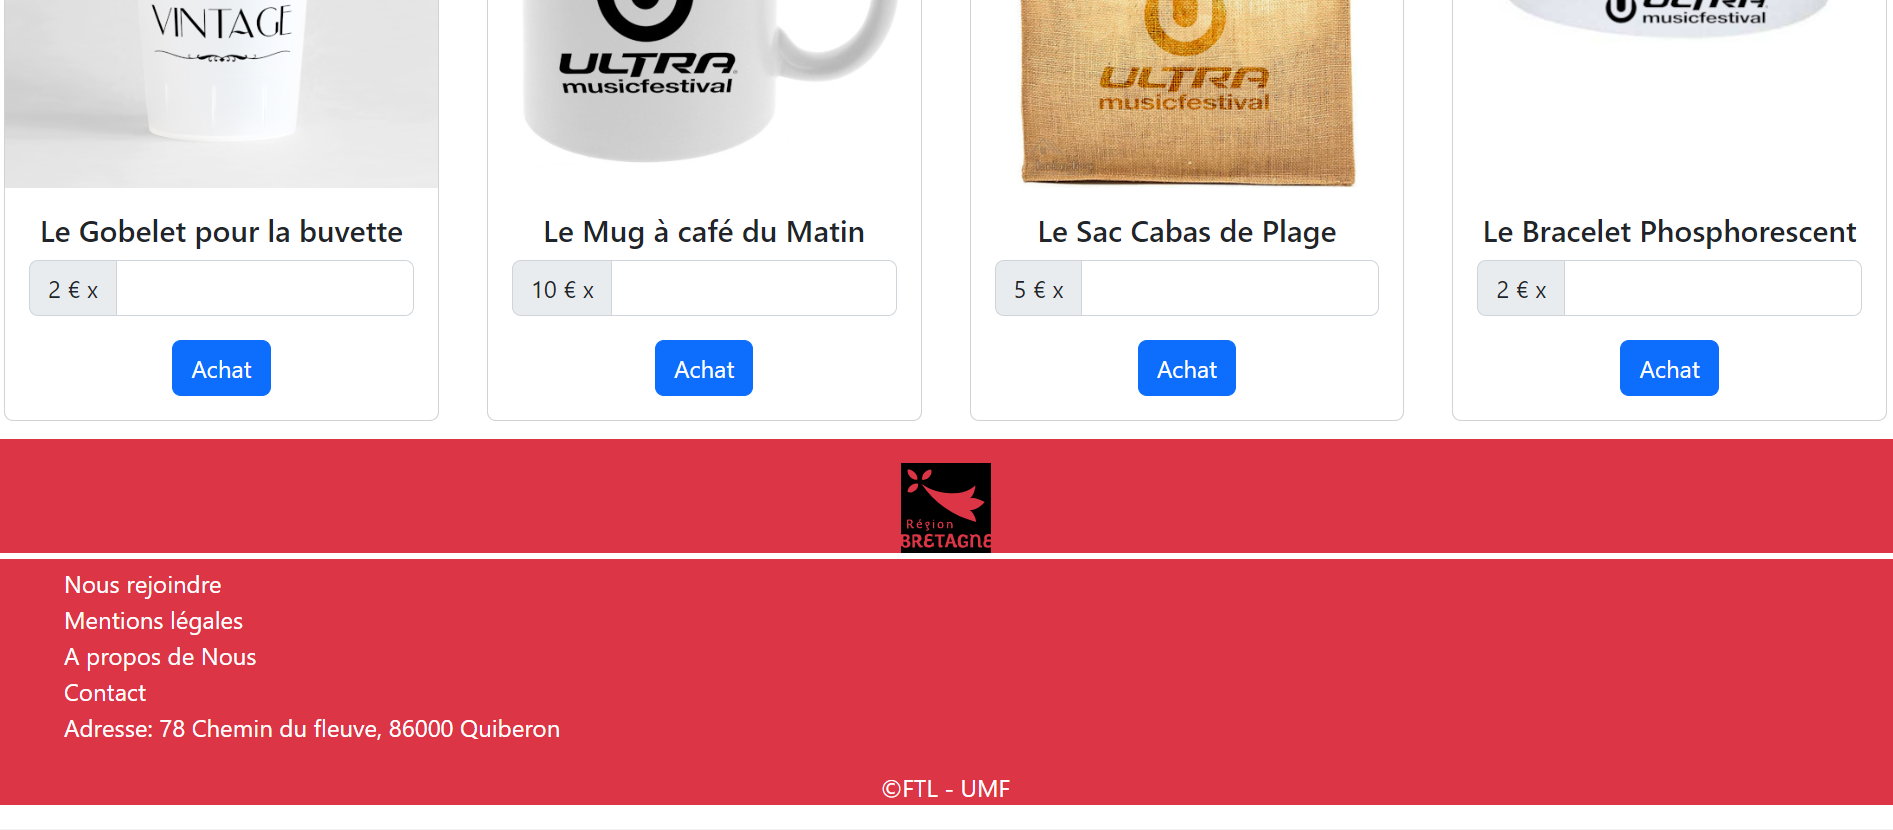 VINTAGE
ULTRA
musicfestival
ULTRA
musicfestival
ULTRA
musicfestival
Le Gobelet pour la buvette
2 € x
Achat
Le Mug à café du Matin
10 € x
Achat
Le Sac Cabas de Plage
5 € x
Achat
Le Bracelet Phosphorescent
2 € x
Achat
Région
BRETAGNE
Nous rejoindre
Mentions légales
A propos de Nous
Contact
Adresse: 78 Chemin du fleuve, 86000 Quiberon
©FTL - UMF